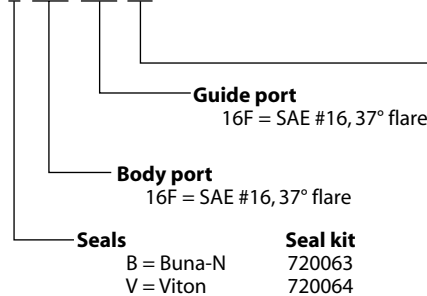 Guide port
16F = SAE #16, 37° flare
Body port
16F = SAE #16, 37° flare
Seals Seal kit
B = Buna-N 720063
V = Viton 720064